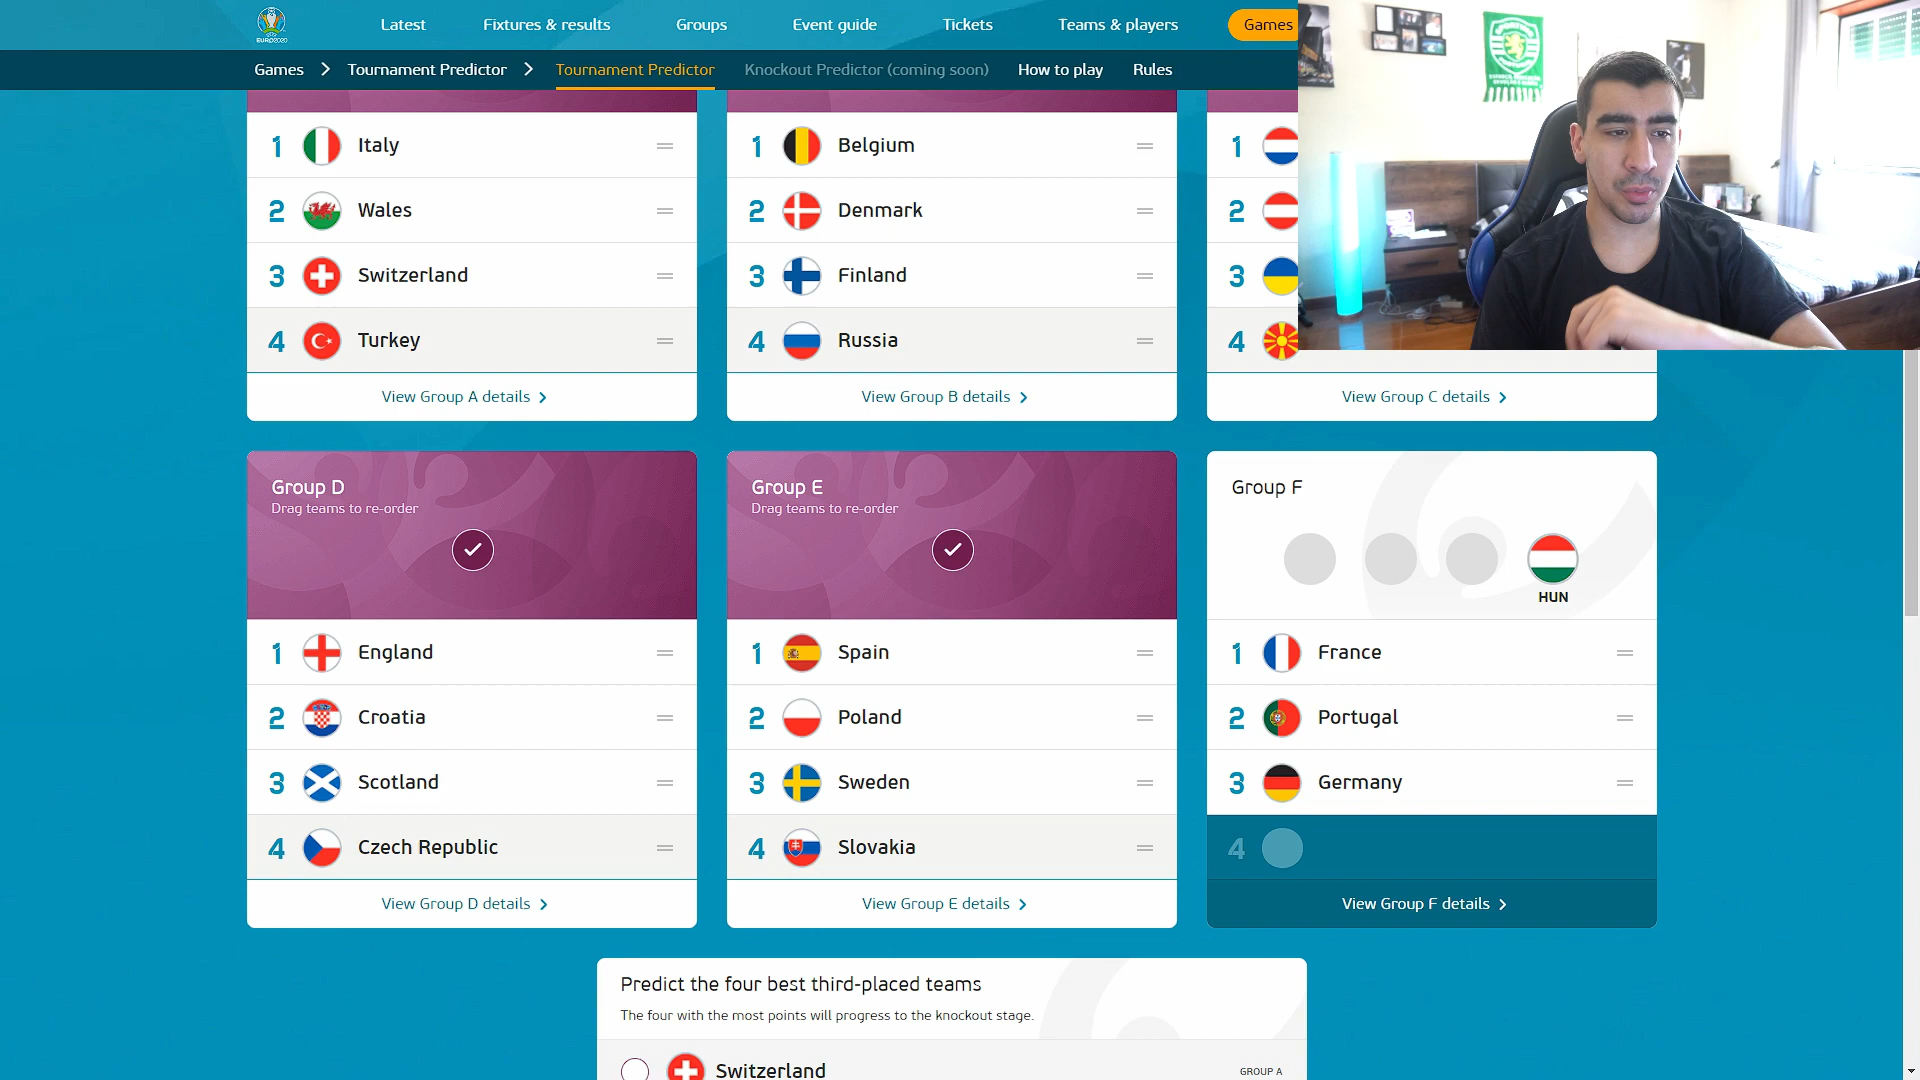 EURO2020
Latest
Fixtures & results
Groups
Event guide
Tickets
Teams & players
Games
Games
Tournament Predictor
Tournament Predictor
Knockout Predictor (coming soon)
How to play
Rules
1 Italy
2 Wales
3 Switzerland
4 Turkey
View Group A details
1 Belgium
2 Denmark
3 Finland
4 Russia
View Group B details
1
2
3
4
View Group C details
Group D
Drag teams to re-order
1 England
2 Croatia
3 Scotland
4 Czech Republic
View Group D details
Group E
Drag teams to re-order
1 Spain
2 Poland
3 Sweden
4 Slovakia
View Group E details
Group F
HUN
1 France
2 Portugal
3 Germany
4
View Group F details
Predict the four best third-placed teams
The four with the most points will progress to the knockout stage.
Switzerland
GROUP A